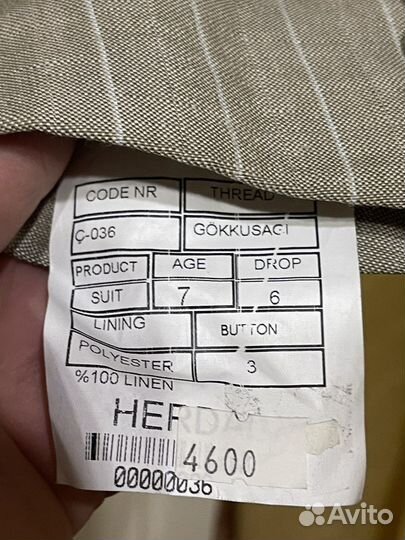 CODE NR THREAD
Ç-036 GÖKKUSAGI
PRODUCT AGE DROP
SUIT 7 6
LINING BUTTON
POLYESTER 3
%100 LINEN
4600
00000036
Avito